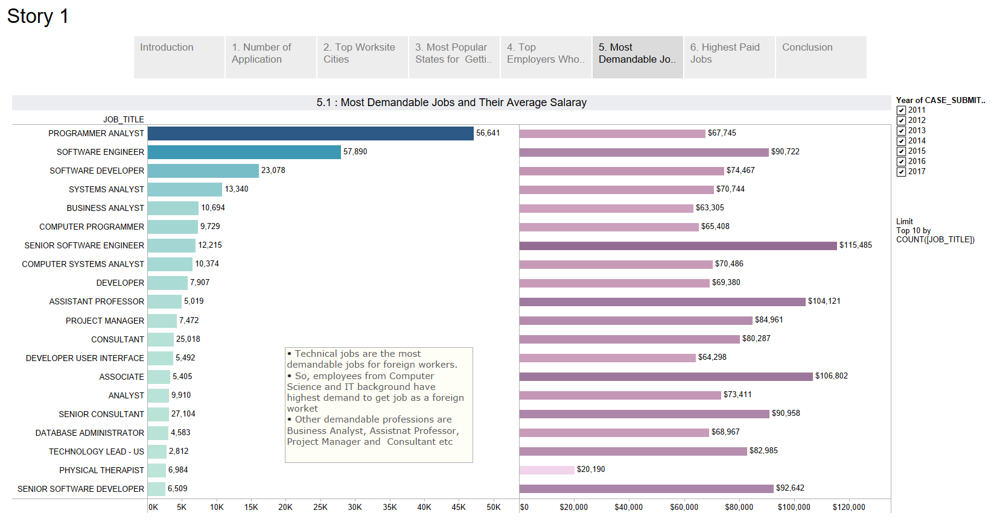 Story 1
Introduction
1. Number of
Application
2. Top Worksite
Cities
3. Most Popular
States for  Getti..
4. Top
Employers Who..
5. Most
Demandable Jo..
6. Highest Paid
Jobs
Conclusion
5.1 : Most Demandable Jobs and Their Average Salaray
JOB_TITLE
PROGRAMMER ANALYST 56,641 $67,745
SOFTWARE ENGINEER 57,890 $90,722
SOFTWARE DEVELOPER 23,078 $74,467
SYSTEMS ANALYST 13,340 $70,744
BUSINESS ANALYST 10,694 $63,305
COMPUTER PROGRAMMER 9,729 $65,408
SENIOR SOFTWARE ENGINEER 12,215 $115,485
COMPUTER SYSTEMS ANALYST 10,374 $70,486
DEVELOPER 7,907 $69,380
ASSISTANT PROFESSOR 5,019 $104,121
PROJECT MANAGER 7,472 $84,961
CONSULTANT 25,018 $80,287
DEVELOPER USER INTERFACE 5,492 $64,298
ASSOCIATE 5,405 $106,802
ANALYST 9,910 $73,411
SENIOR CONSULTANT 27,104 $90,958
DATABASE ADMINISTRATOR 4,583 $68,967
TECHNOLOGY LEAD - US 2,812 $82,985
PHYSICAL THERAPIST 6,984 $20,190
SENIOR SOFTWARE DEVELOPER 6,509 $92,642
0K 5K 10K 15K 20K 25K 30K 35K 40K 45K 50K $0 $20,000 $40,000 $60,000 $80,000 $100,000 $120,000
• Technical jobs are the most
demandable jobs for foreign workers.
• So, employees from Computer
Science and IT background have
highest demand to get job as a foreign
worket
• Other demandable professions are
Business Analyst, Assistnat Professor,
Project Manager and  Consultant etc
Year of CASE_SUBMIT..
2011
2012
2013
2014
2015
2016
2017
Limit
Top 10 by
COUNT([JOB_TITLE])